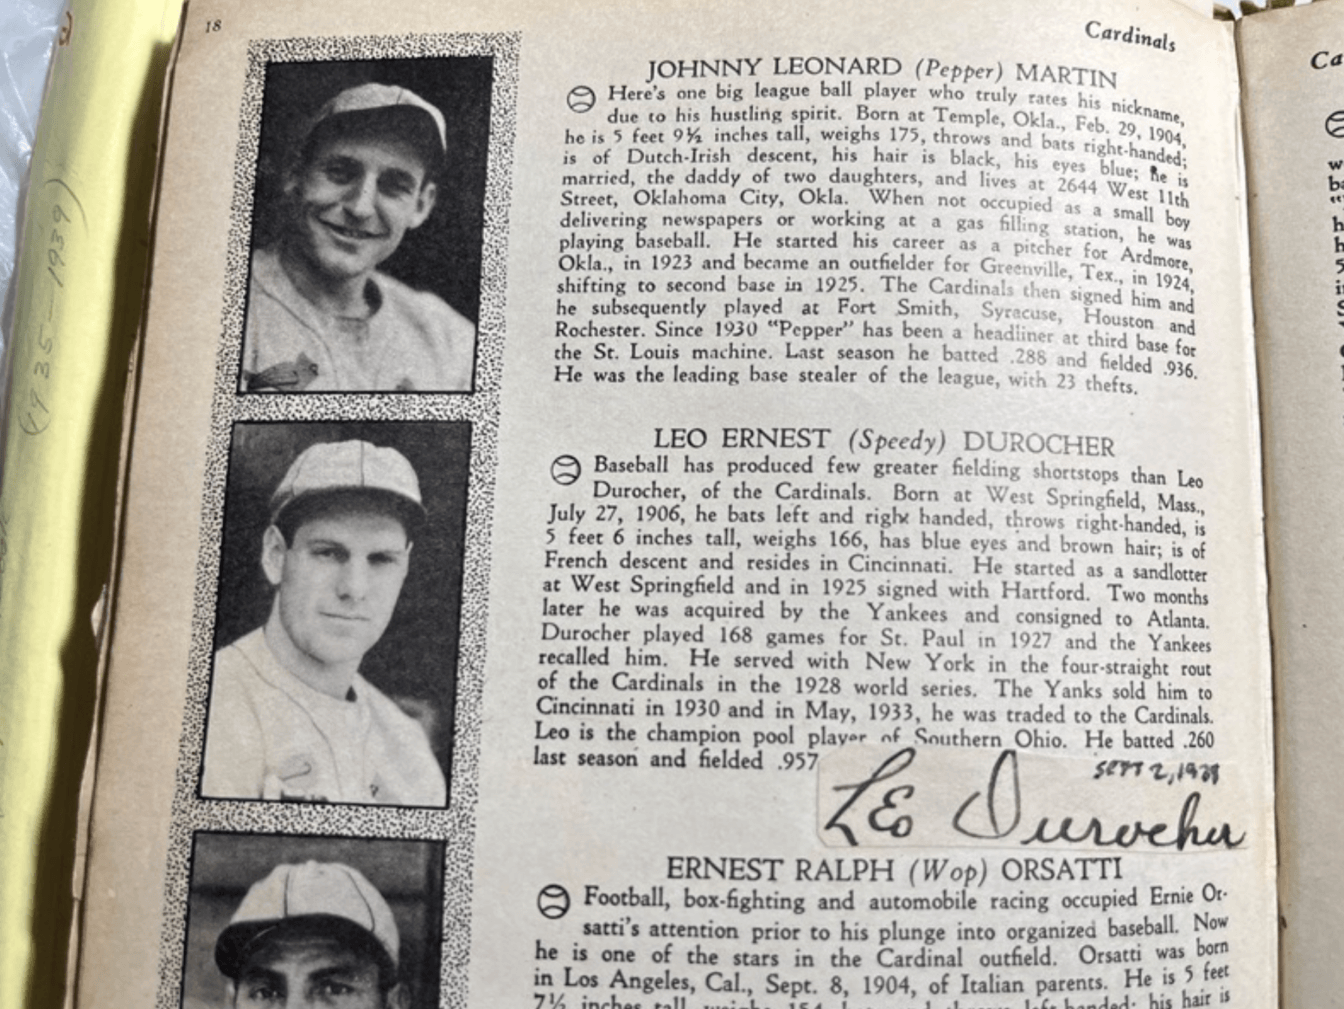 18
Cardinals
JOHNNY LEONARD (Pepper) MARTIN
Here's one big league ball player who truly rates his nickname,
due to his hustling spirit. Born at Temple, Okla., Feb. 29, 1904,
he is 5 feet 9½ inches tall, weighs 175, throws and bats right-handed;
is of Dutch-Irish descent, his hair is black, his eyes blue; he is
married, the daddy of two daughters, and lives at 2644 West 11th
Street, Oklahoma City, Okla. When not occupied as a small boy
delivering newspapers or working at a gas filling station, he was
playing baseball. He started his career as a pitcher for Ardmore,
Okla., in 1923 and became an outfielder for Greenville, Tex., in 1924,
shifting to second base in 1925. The Cardinals then signed him and
he subsequently played at Fort Smith, Syracuse, Houston and
Rochester. Since 1930 "Pepper" has been a headliner at third base for
the St. Louis machine. Last season he batted .288 and fielded .936.
He was the leading base stealer of the league, with 23 thefts.
LEO ERNEST (Speedy) DUROCHER
Baseball has produced few greater fielding shortstops than Leo
Durocher, of the Cardinals. Born at West Springfield, Mass.,
July 27, 1906, he bats left and right handed, throws right-handed, is
5 feet 6 inches tall, weighs 166, has blue eyes and brown hair; is of
French descent and resides in Cincinnati. He started as a sandlotter
at West Springfield and in 1925 signed with Hartford. Two months
later he was acquired by the Yankees and consigned to Atlanta.
Durocher played 168 games for St. Paul in 1927 and the Yankees
recalled him. He served with New York in the four-straight rout
of the Cardinals in the 1928 world series. The Yanks sold him to
Cincinnati in 1930 and in May, 1933, he was traded to the Cardinals.
Leo is the champion pool player of Southern Ohio. He batted .260
last season and fielded .957
SEPT 2, 1938
Leo Durocher
ERNEST RALPH (Wop) ORSATTI
Football, box-fighting and automobile racing occupied Ernie Or-
satti's attention prior to his plunge into organized baseball. Now
he is one of the stars in the Cardinal outfield. Orsatti was born
in Los Angeles, Cal., Sept. 8, 1904, of Italian parents. He is 5 feet
7½ inches tall, weighs 154, left-handed; his hair is
(1935-1939)
Ca